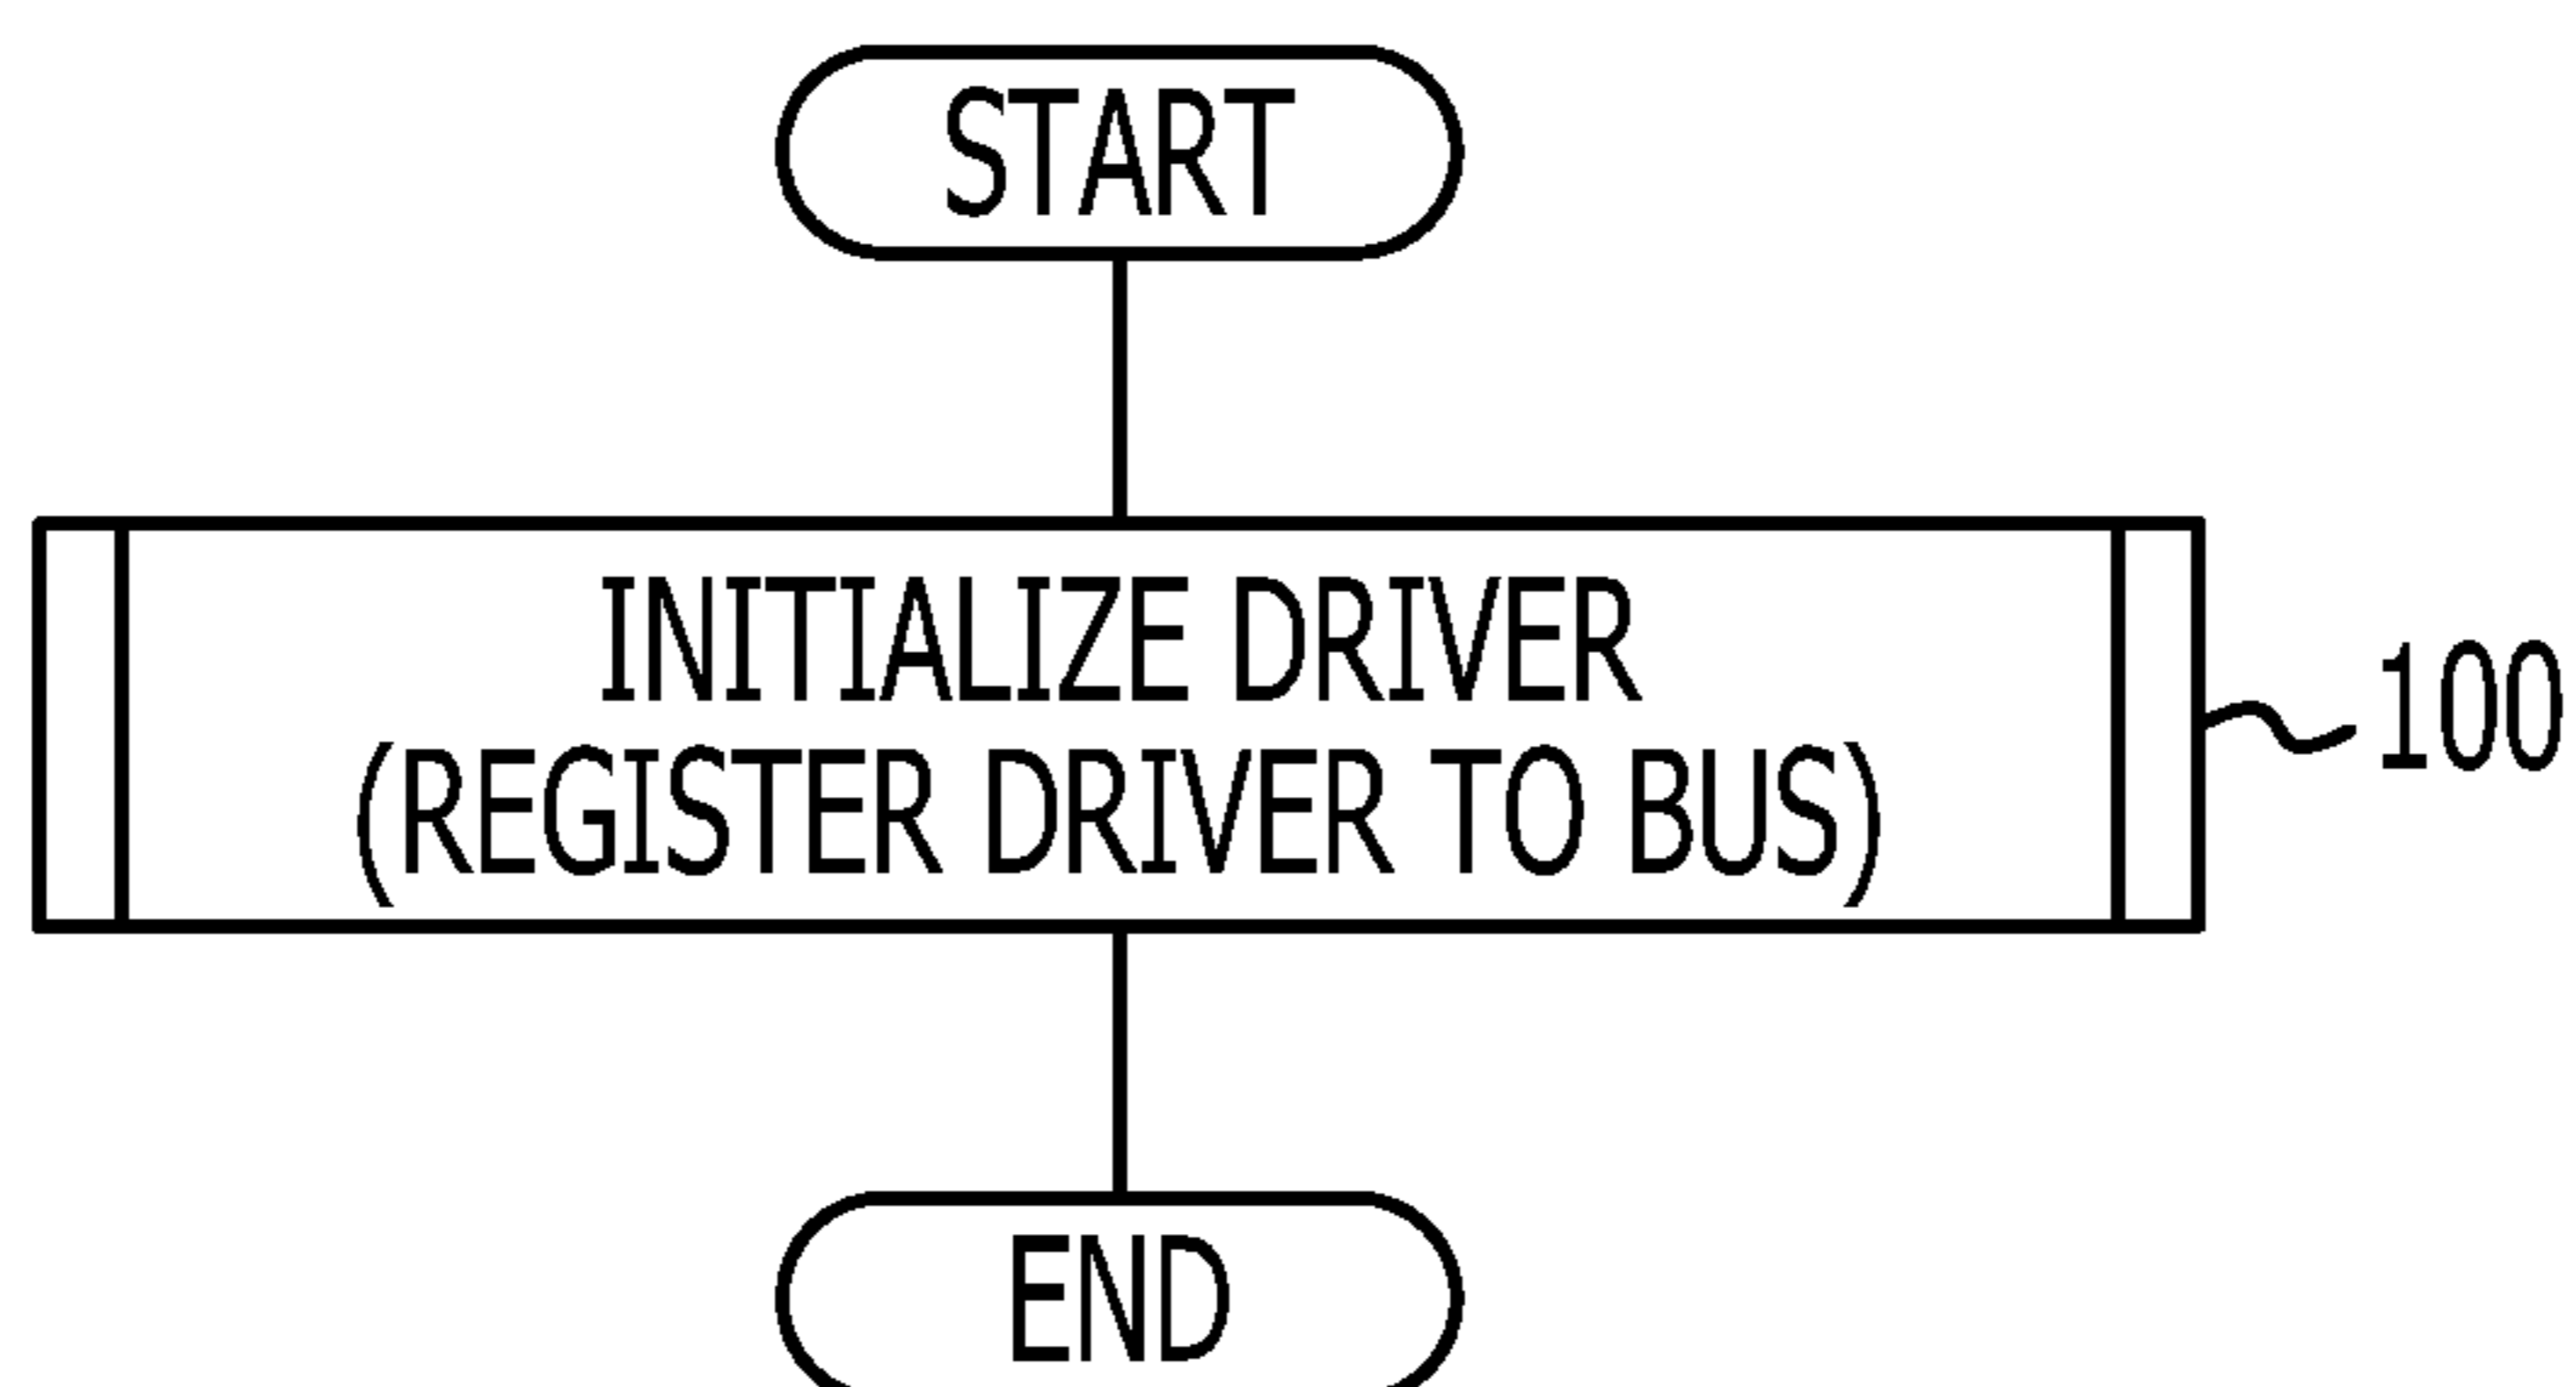 START
INITIALIZE DRIVER
(REGISTER DRIVER TO BUS)
100
END